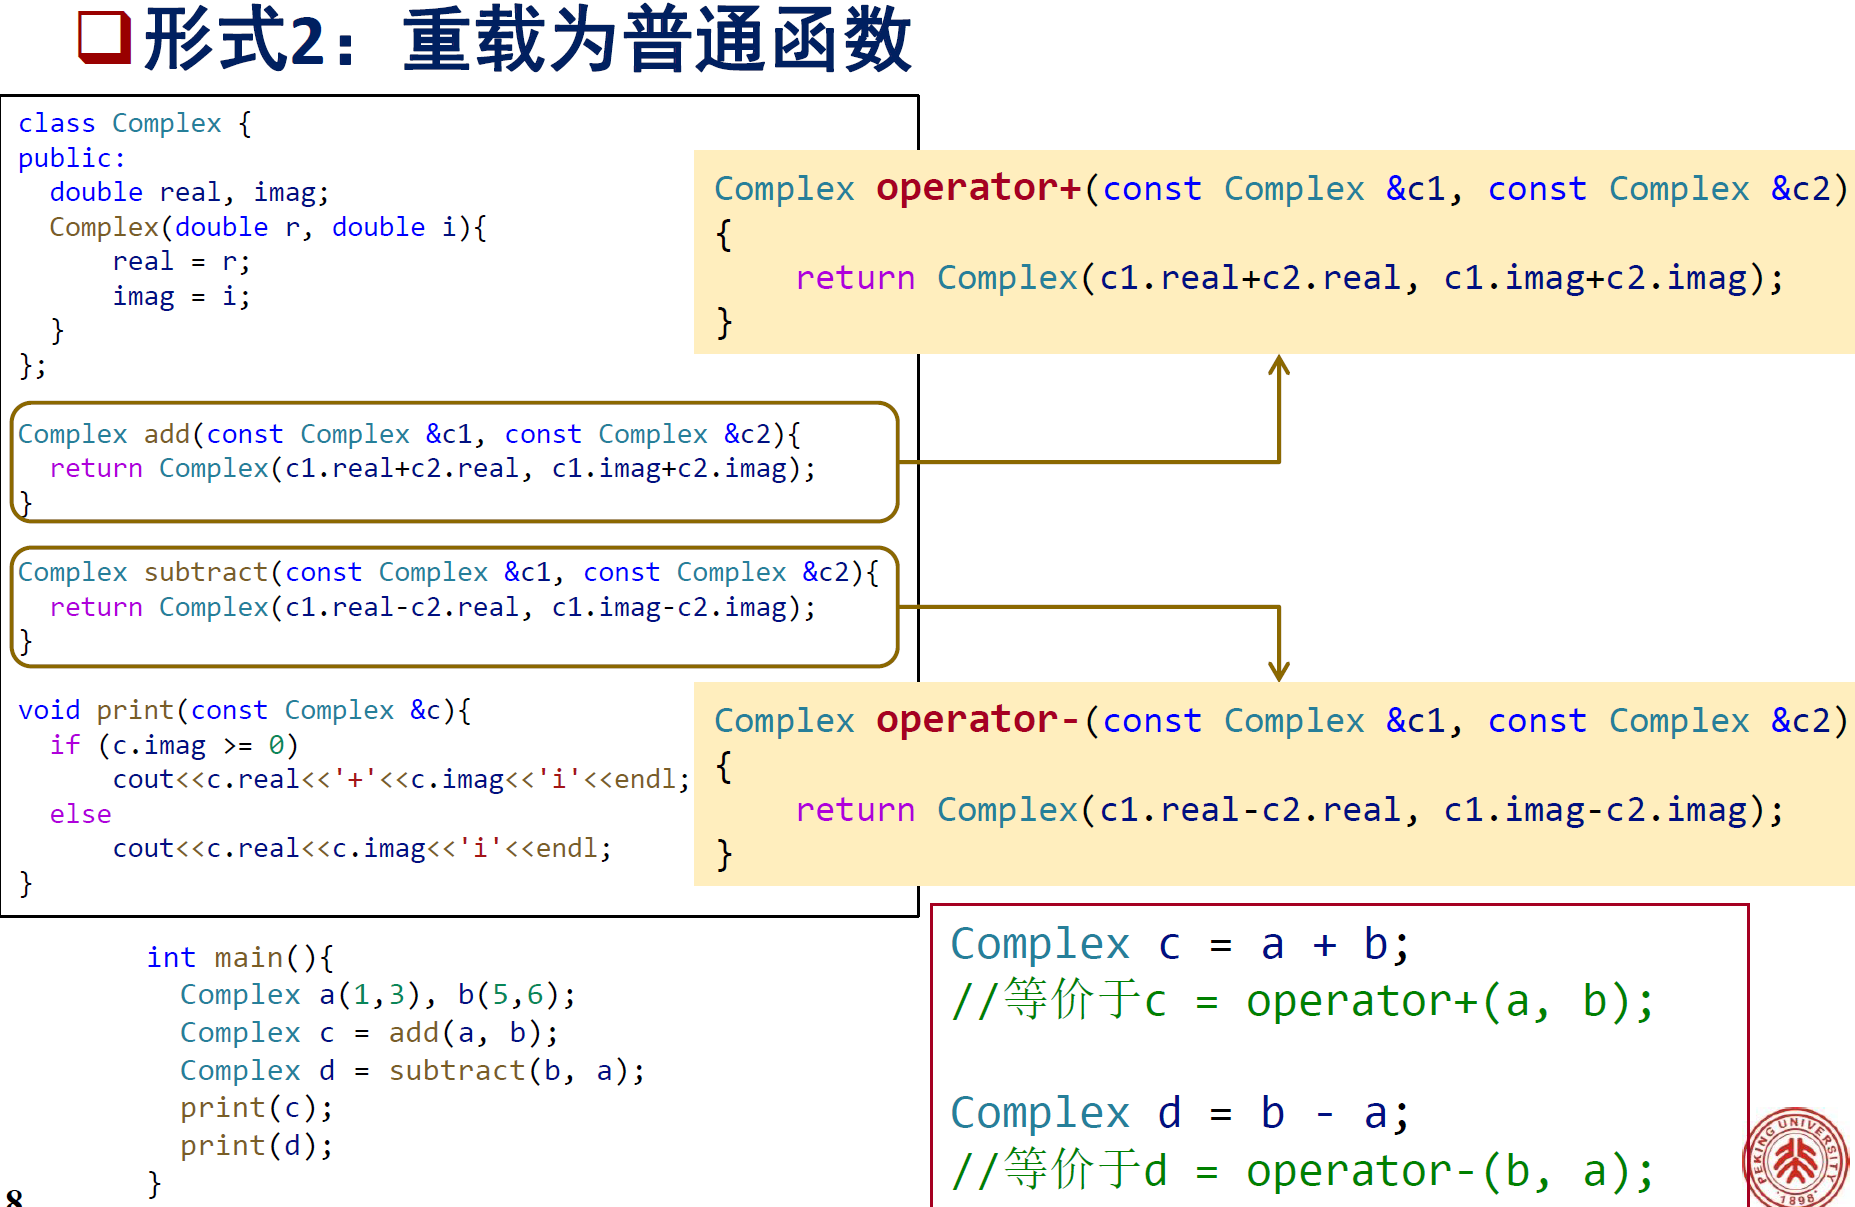 形式2：重载为普通函数
class Complex {
public:
  double real, imag;
  Complex(double r, double i){
      real = r;
      imag = i;
  }
};
Complex add(const Complex &c1, const Complex &c2){
  return Complex(c1.real+c2.real, c1.imag+c2.imag);
}
Complex subtract(const Complex &c1, const Complex &c2){
  return Complex(c1.real-c2.real, c1.imag-c2.imag);
}
void print(const Complex &c){
  if (c.imag >= 0)
      cout<<c.real<<'+'<<c.imag<<'i'<<endl;
  else
      cout<<c.real<<c.imag<<'i'<<endl;
}
Complex operator+(const Complex &c1, const Complex &c2)
{
    return Complex(c1.real+c2.real, c1.imag+c2.imag);
}
Complex operator-(const Complex &c1, const Complex &c2)
{
    return Complex(c1.real-c2.real, c1.imag-c2.imag);
}
int main(){
  Complex a(1,3), b(5,6);
  Complex c = add(a, b);
  Complex d = subtract(b, a);
  print(c);
  print(d);
}
Complex c = a + b;
//等价于c = operator+(a, b);
Complex d = b - a;
//等价于d = operator-(b, a);
8
PEKING UNIVERSITY
1898